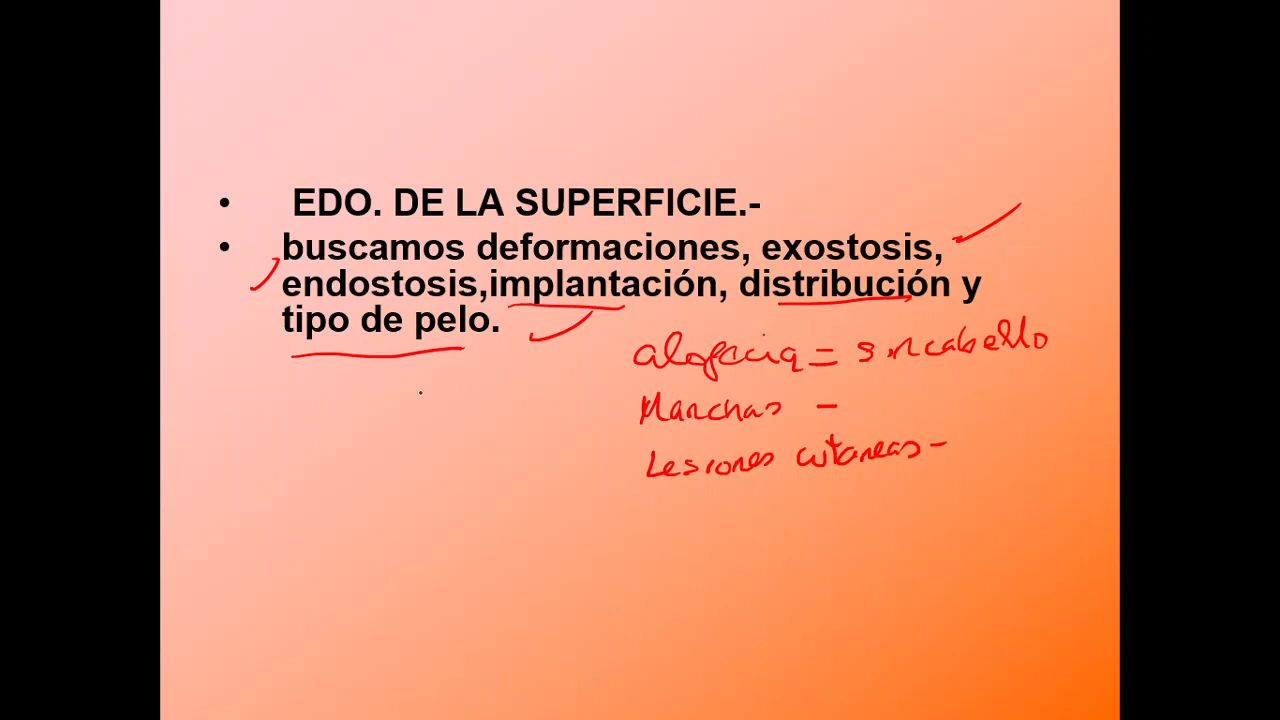 • EDO. DE LA SUPERFICIE.-
• buscamos deformaciones, exostosis,
endostosis,implantación, distribución y
tipo de pelo.
alopecia = sin cabello
Manchas -
Lesiones cutaneas -